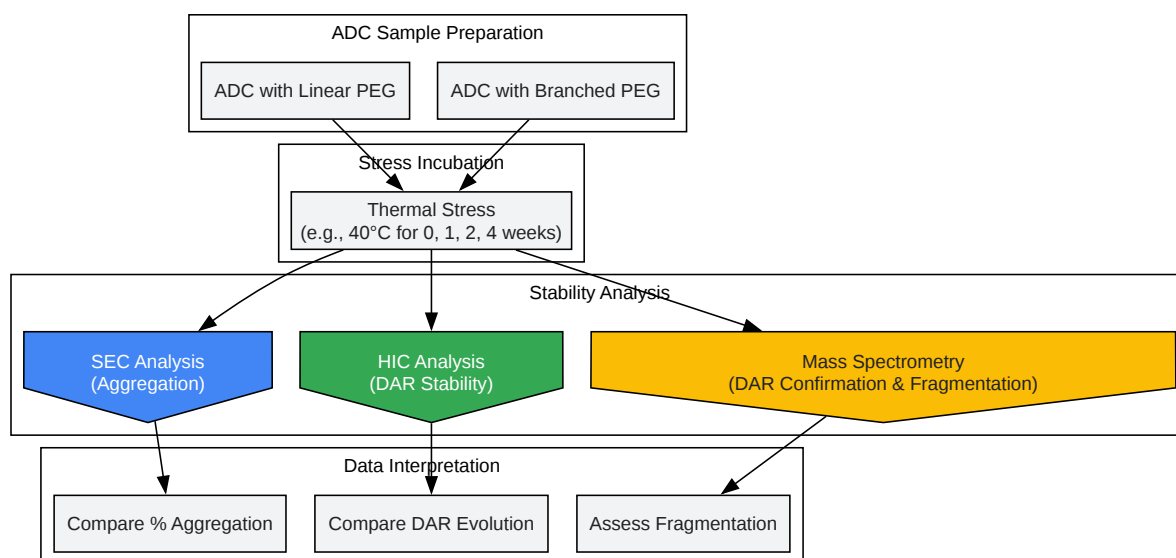 ADC Sample Preparation
ADC with Linear PEG
ADC with Branched PEG
Stress Incubation
Thermal Stress
(e.g., 40°C for 0, 1, 2, 4 weeks)
Stability Analysis
SEC Analysis
(Aggregation)
HIC Analysis
(DAR Stability)
Mass Spectrometry
(DAR Confirmation & Fragmentation)
Data Interpretation
Compare % Aggregation
Compare DAR Evolution
Assess Fragmentation